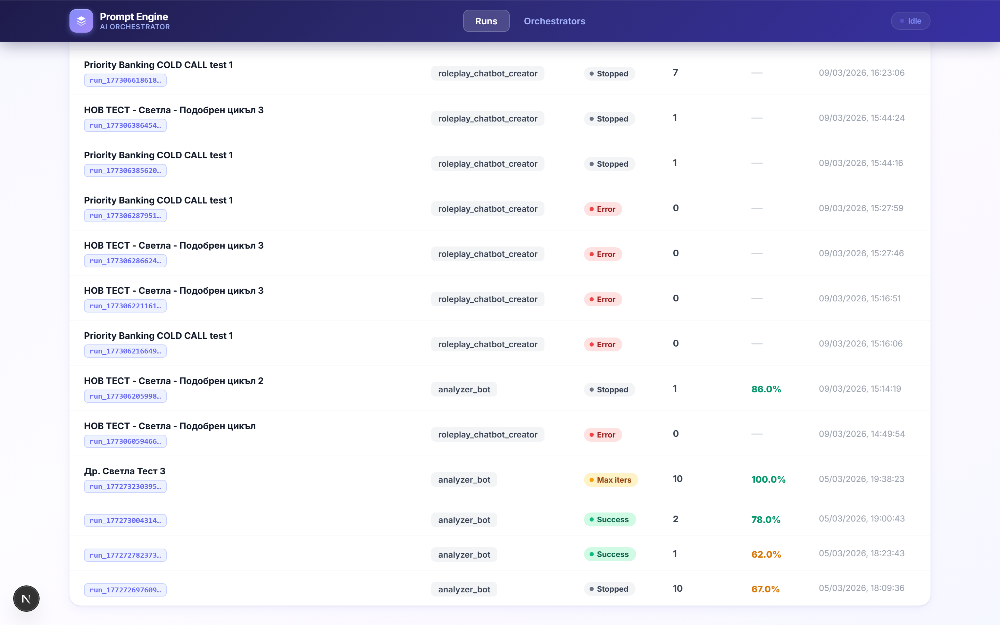 Prompt Engine
AI ORCHESTRATOR
Runs
Orchestrators
Idle
Priority Banking COLD CALL test 1
run_177306618618…
roleplay_chatbot_creator
Stopped
7
—
09/03/2026, 16:23:06
НОВ ТЕСТ - Светла - Подобрен цикъл 3
run_177306386454…
roleplay_chatbot_creator
Stopped
1
—
09/03/2026, 15:44:24
Priority Banking COLD CALL test 1
run_177306385620…
roleplay_chatbot_creator
Stopped
1
—
09/03/2026, 15:44:16
Priority Banking COLD CALL test 1
run_177306287951…
roleplay_chatbot_creator
Error
0
—
09/03/2026, 15:27:59
НОВ ТЕСТ - Светла - Подобрен цикъл 3
run_177306286624…
roleplay_chatbot_creator
Error
0
—
09/03/2026, 15:27:46
НОВ ТЕСТ - Светла - Подобрен цикъл 3
run_177306221161…
roleplay_chatbot_creator
Error
0
—
09/03/2026, 15:16:51
Priority Banking COLD CALL test 1
run_177306216649…
roleplay_chatbot_creator
Error
0
—
09/03/2026, 15:16:06
НОВ ТЕСТ - Светла - Подобрен цикъл 2
run_177306205998…
analyzer_bot
Stopped
1
86.0%
09/03/2026, 15:14:19
НОВ ТЕСТ - Светла - Подобрен цикъл
run_177306059466…
roleplay_chatbot_creator
Error
0
—
09/03/2026, 14:49:54
Др. Светла Тест 3
run_177273230395…
analyzer_bot
Max iters
10
100.0%
05/03/2026, 19:38:23
run_177273004314…
analyzer_bot
Success
2
78.0%
05/03/2026, 19:00:43
run_177272782373…
analyzer_bot
Success
1
62.0%
05/03/2026, 18:23:43
run_177272697609…
analyzer_bot
Stopped
10
67.0%
05/03/2026, 18:09:36
N